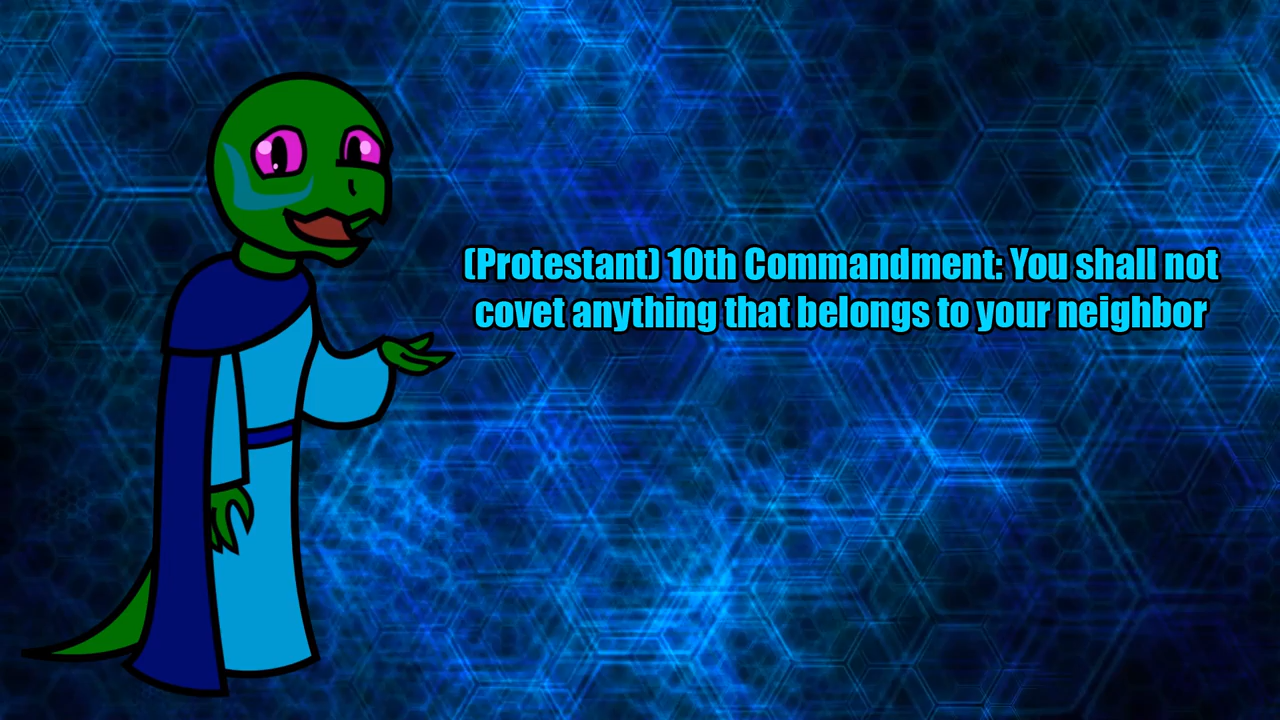 (Protestant) 10th Commandment: You shall not
covet anything that belongs to your neighbor